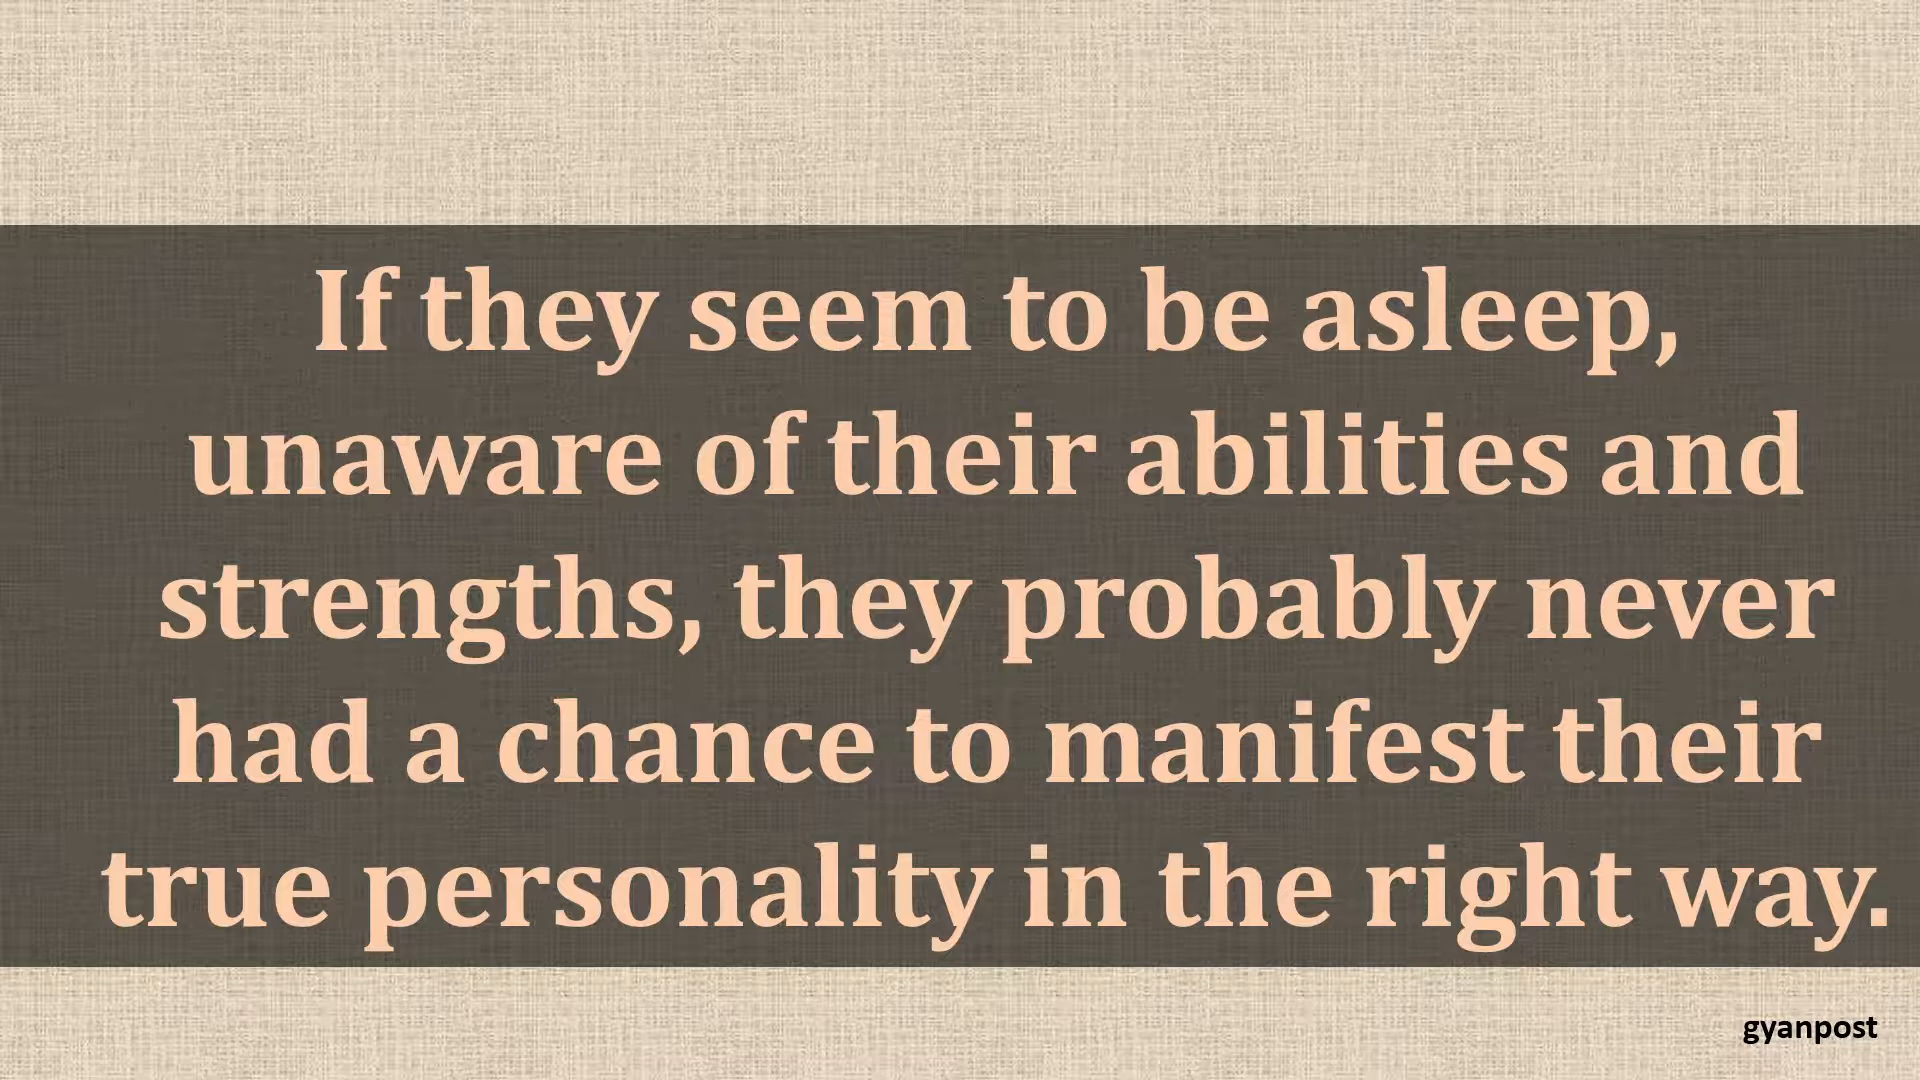 If they seem to be asleep,
unaware of their abilities and
strengths, they probably never
had a chance to manifest their
true personality in the right way.
gyanpost